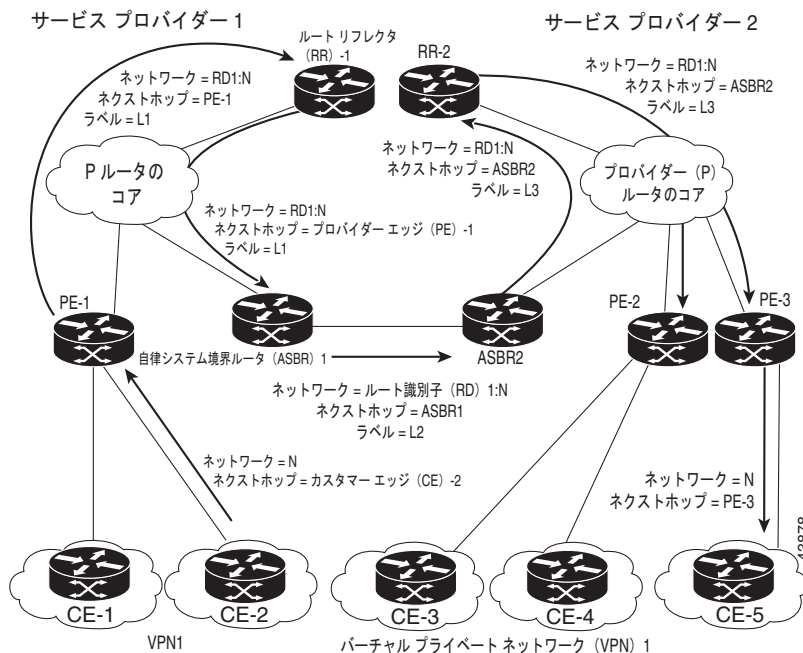 サービス プロバイダー 1
サービス プロバイダー 2
ルート リフレクタ
（RR）-1
RR-2
ネットワーク = RD1:N
ネクストホップ = PE-1
ラベル = L1
ネットワーク = RD1:N
ネクストホップ = ASBR2
ラベル = L3
ネットワーク = RD1:N
ネクストホップ = ASBR2
ラベル = L3
P ルータの
コア
プロバイダー（P）
ルータのコア
ネットワーク = RD1:N
ネクストホップ = プロバイダー エッジ（PE）-1
ラベル = L1
PE-1
PE-2
PE-3
自律システム境界ルータ（ASBR）1
ASBR2
ネットワーク = ルート識別子（RD）1:N
ネクストホップ = ASBR1
ラベル = L2
ネットワーク = N
ネクストホップ = カスタマー エッジ（CE）-2
ネットワーク = N
ネクストホップ = PE-3
43878
CE-1
CE-2
CE-3
CE-4
CE-5
VPN1
バーチャル プライベート ネットワーク（VPN）1